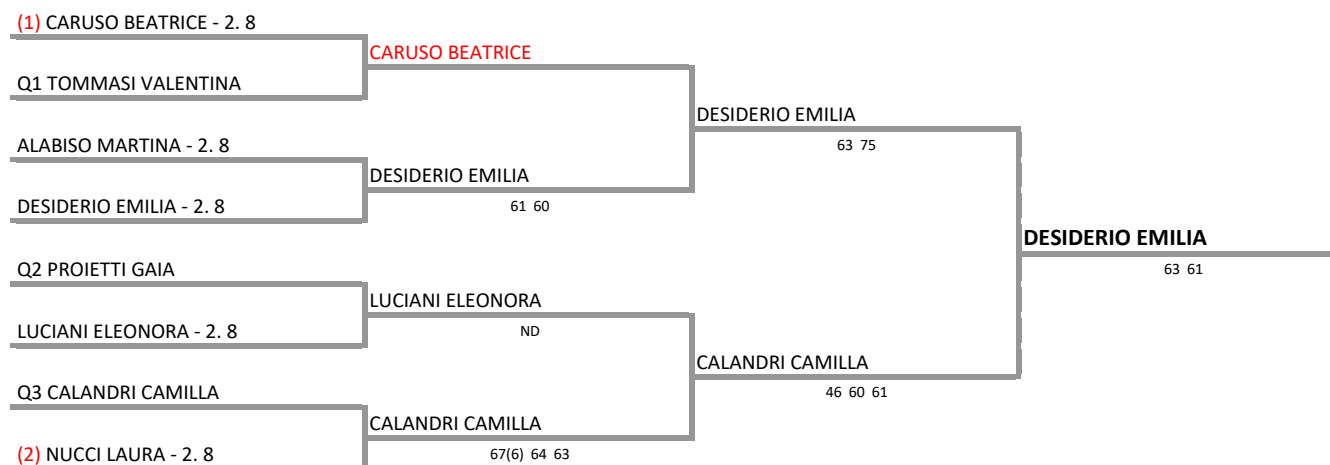 (1) CARUSO BEATRICE - 2. 8
CARUSO BEATRICE
Q1 TOMMASI VALENTINA
DESIDERIO EMILIA
63 75
ALABISO MARTINA - 2. 8
DESIDERIO EMILIA
61 60
DESIDERIO EMILIA - 2. 8
DESIDERIO EMILIA
63 61
Q2 PROIETTI GAIA
LUCIANI ELEONORA
ND
LUCIANI ELEONORA - 2. 8
CALANDRI CAMILLA
46 60 61
Q3 CALANDRI CAMILLA
CALANDRI CAMILLA
67(6) 64 63
(2) NUCCI LAURA - 2. 8